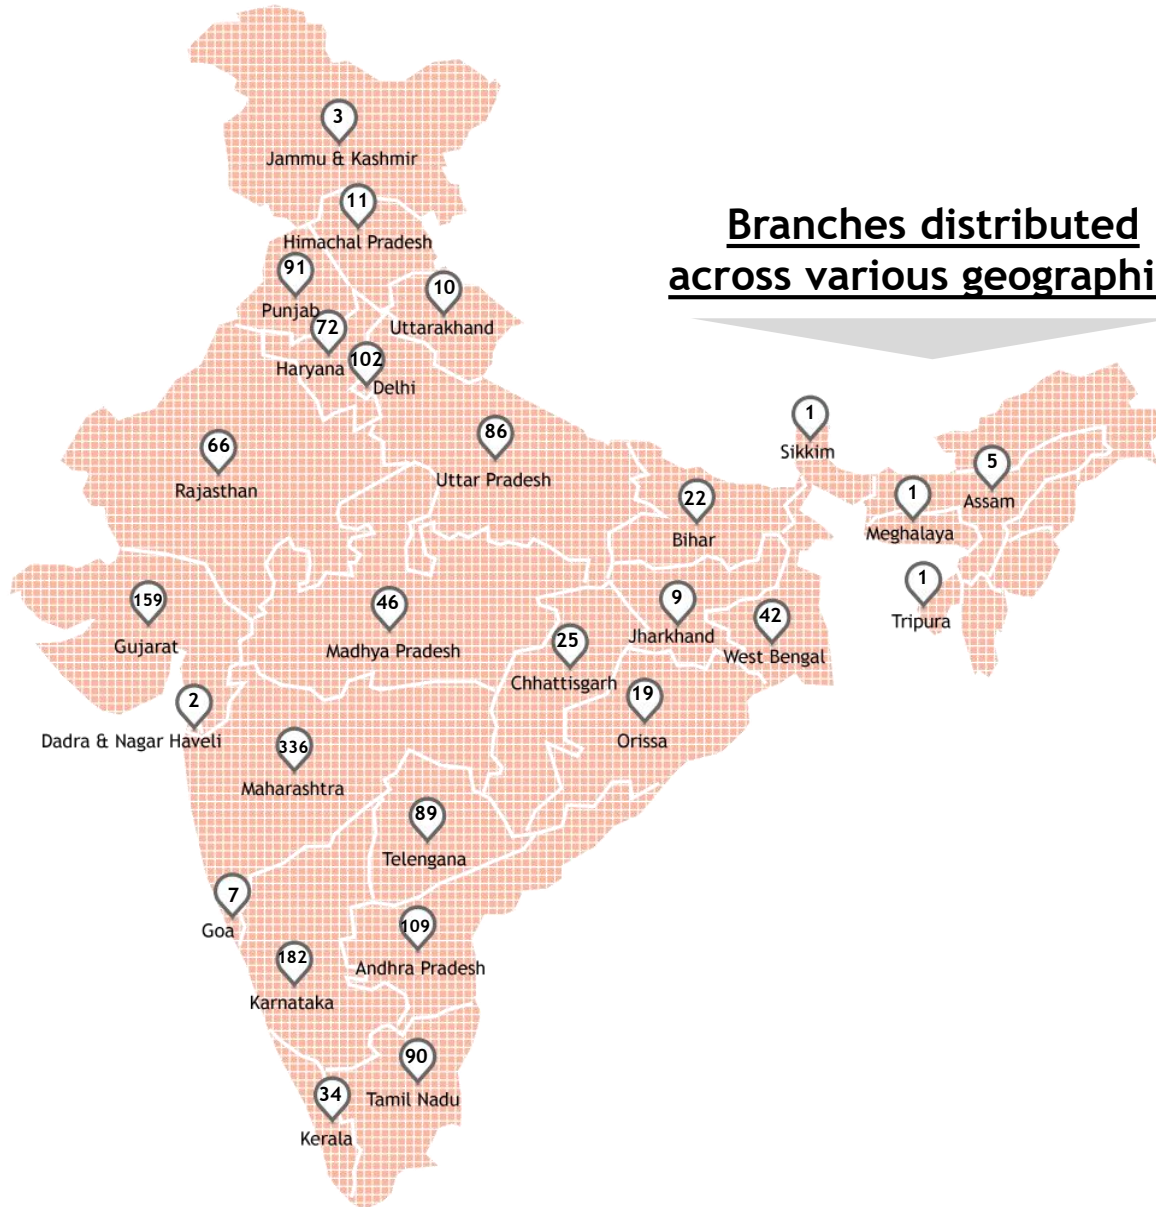 3
Jammu & Kashmir
11
Himachal Pradesh
Branches distributed
across various geographi
91
Punjab
10
Uttarakhand
72
Haryana
102
Delhi
1
Sikkim
86
Uttar Pradesh
66
Rajasthan
5
Assam
1
Meghalaya
22
Bihar
1
Tripura
159
Gujarat
46
Madhya Pradesh
9
Jharkhand
42
West Bengal
25
Chhattisgarh
19
Orissa
2
Dadra & Nagar Haveli
336
Maharashtra
89
Telengana
7
Goa
109
Andhra Pradesh
182
Karnataka
90
Tamil Nadu
34
Kerala